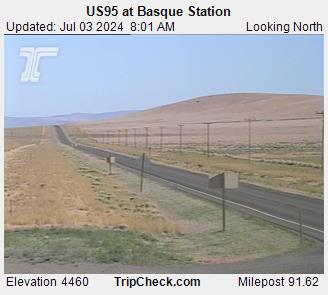 US95 at Basque Station
Updated: Jul 03 2024  8:01 AM Looking North
Elevation 4460 TripCheck.com Milepost 91.62